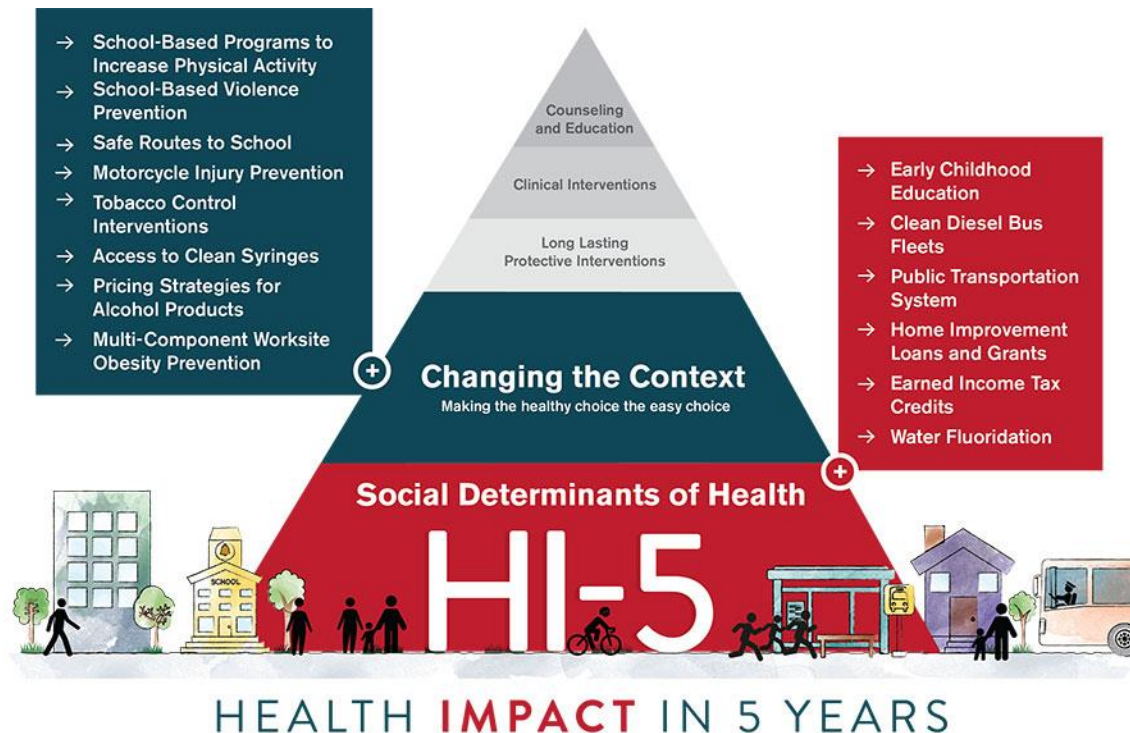 → School-Based Programs to
Increase Physical Activity
→ School-Based Violence
Prevention
→ Safe Routes to School
→ Motorcycle Injury Prevention
→ Tobacco Control
Interventions
→ Access to Clean Syringes
→ Pricing Strategies for
Alcohol Products
→ Multi-Component Worksite
Obesity Prevention
Counseling
and Education
Clinical Interventions
Long Lasting
Protective Interventions
Changing the Context
Making the healthy choice the easy choice
→ Early Childhood
Education
→ Clean Diesel Bus
Fleets
→ Public Transportation
System
→ Home Improvement
Loans and Grants
→ Earned Income Tax
Credits
→ Water Fluoridation
Social Determinants of Health
HI-5
SCHOOL
HEALTH IMPACT IN 5 YEARS